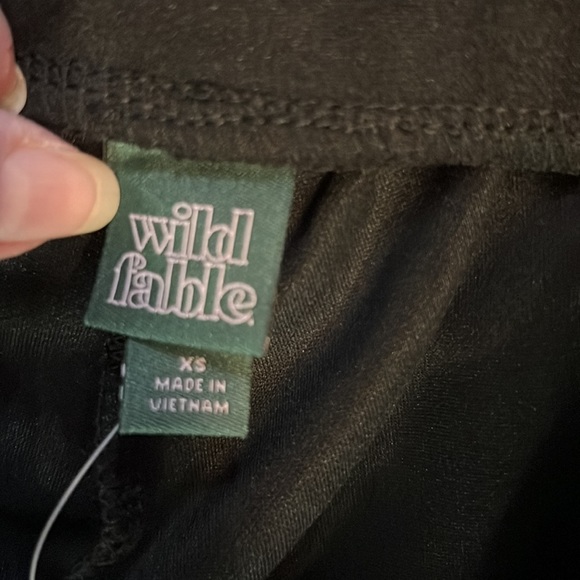 wild
fable.
XS
MADE IN
VIETNAM